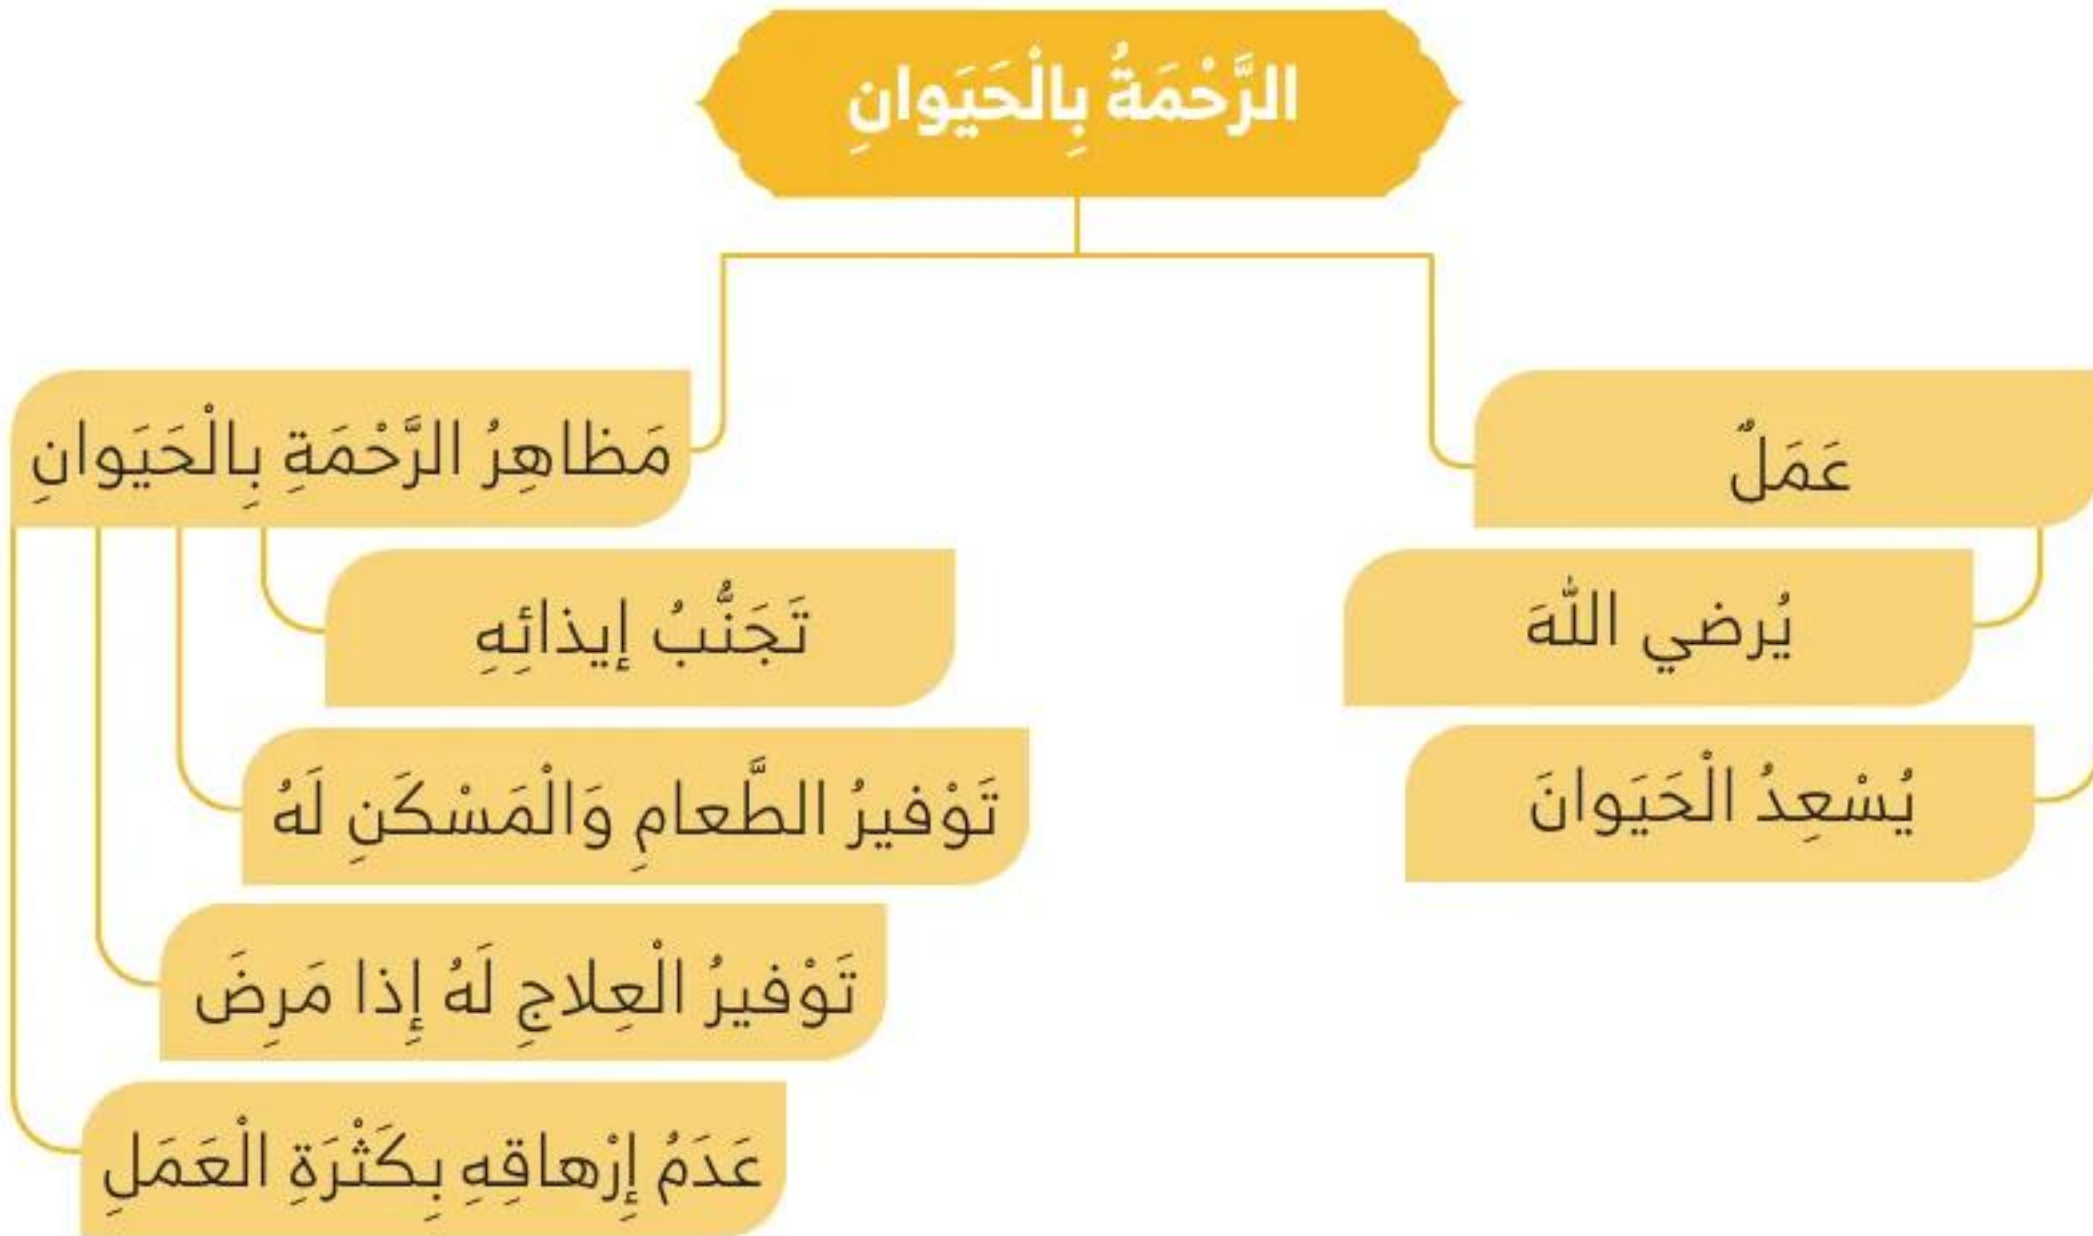 الرَّحْمَةُ بِالْحَيَوانِ
عَمَلٌ
يُرضي اللّٰهَ
يُسْعِدُ الْحَيَوانَ
مَظاهِرُ الرَّحْمَةِ بِالْحَيَوانِ
تَجَنُّبُ إيذائِهِ
تَوْفيرُ الطَّعامِ وَالْمَسْكَنِ لَهُ
تَوْفيرُ الْعِلاجِ لَهُ إِذا مَرِضَ
عَدَمُ إِرْهاقِهِ بِكَثْرَةِ الْعَمَلِ